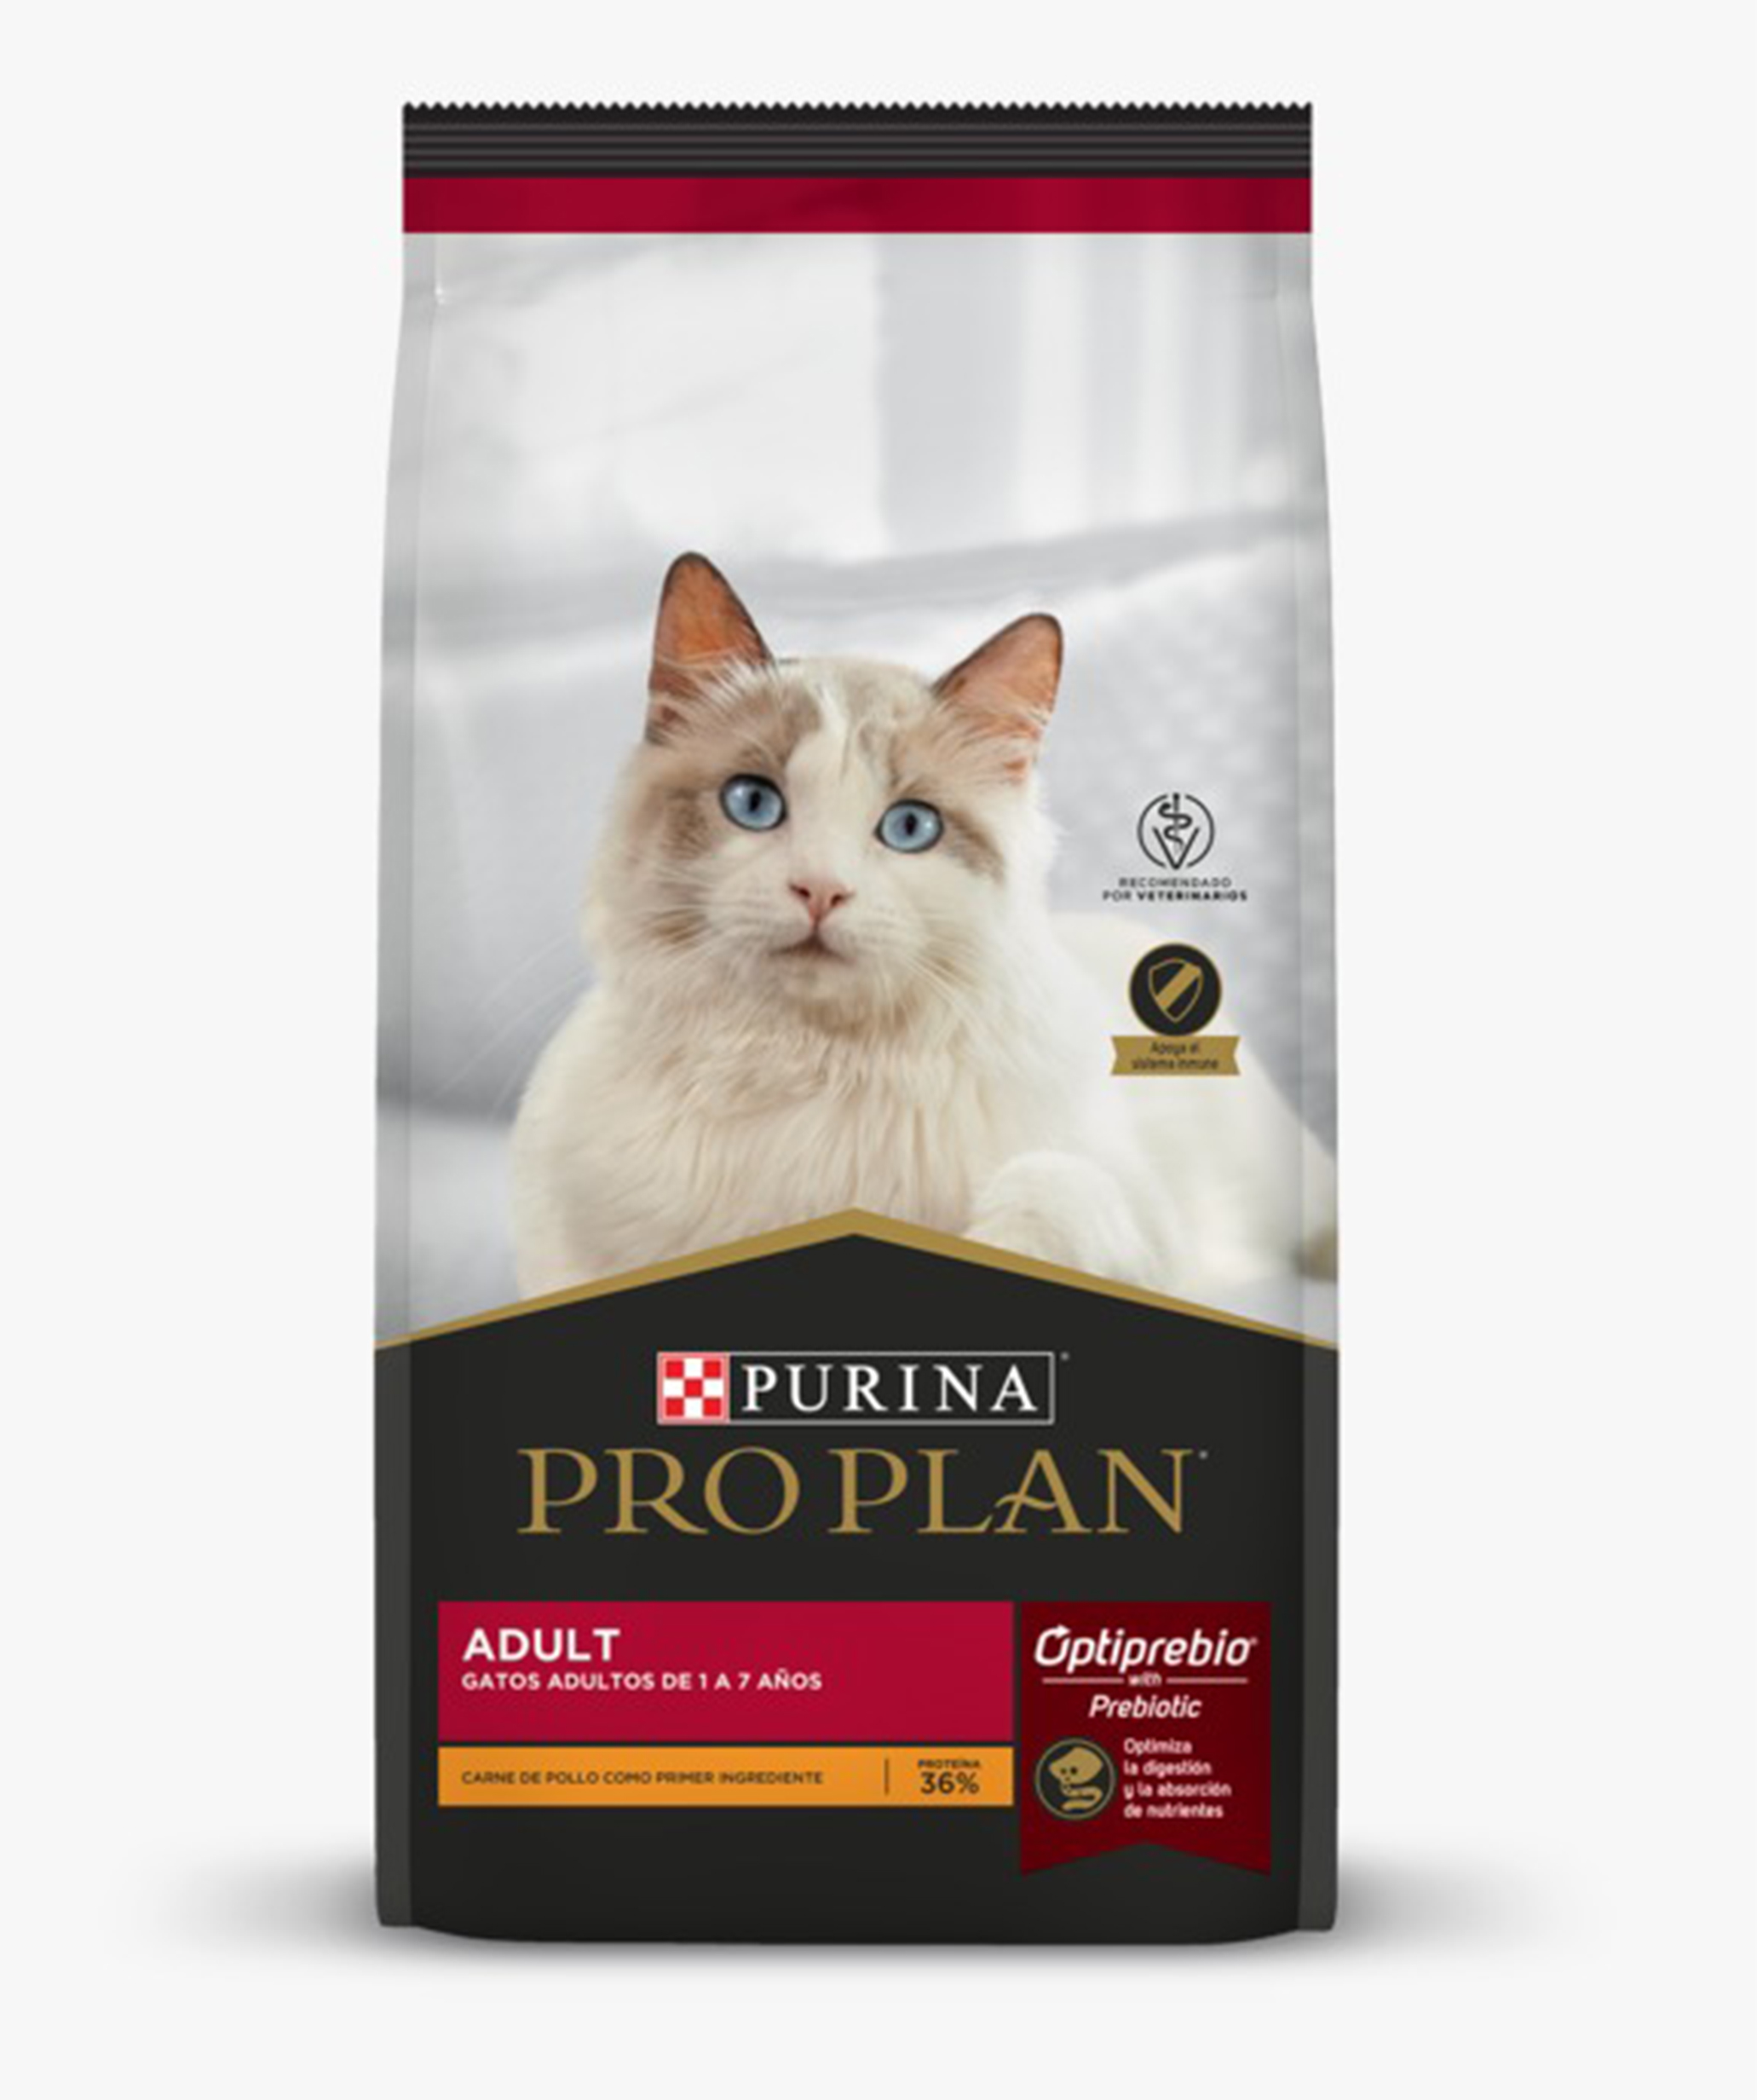 RECOMENDADO
POR VETERINARIOS
Apoya el
sistema inmune
PURINA
PRO PLAN
ADULT
GATOS ADULTOS DE 1 A 7 AÑOS
CARNE DE POLLO COMO PRIMER INGREDIENTE
PROTEÍNA
36%
Optiprebio®
with
Prebiotic
Optimiza
la digestión
y la absorción
de nutrientes